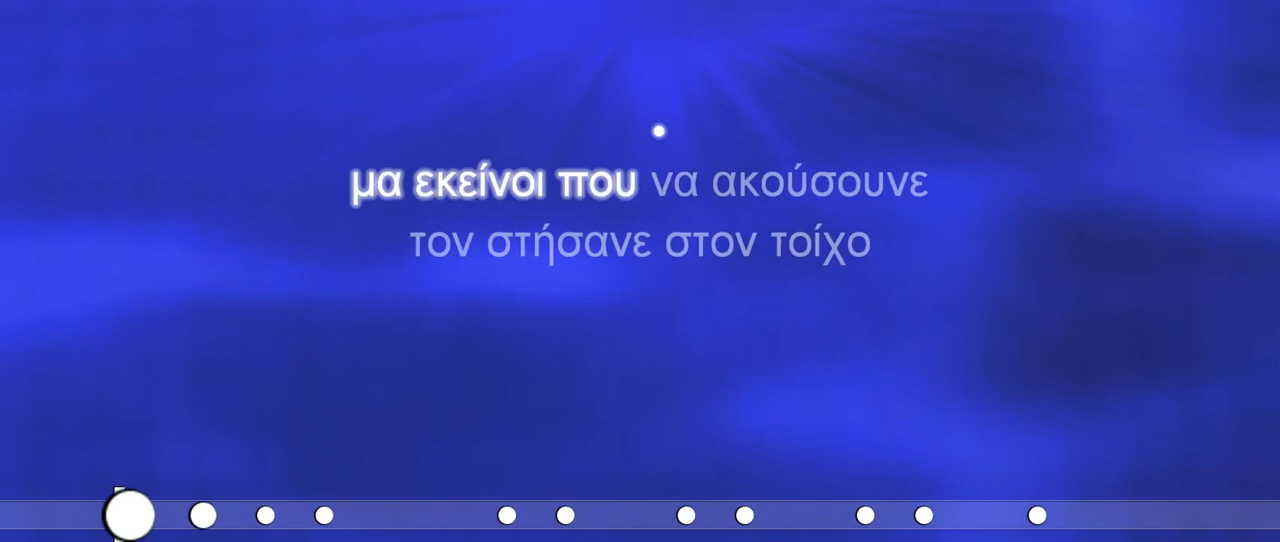 μα εκείνοι που να ακούσουνε
τον στήσανε στον τοίχο